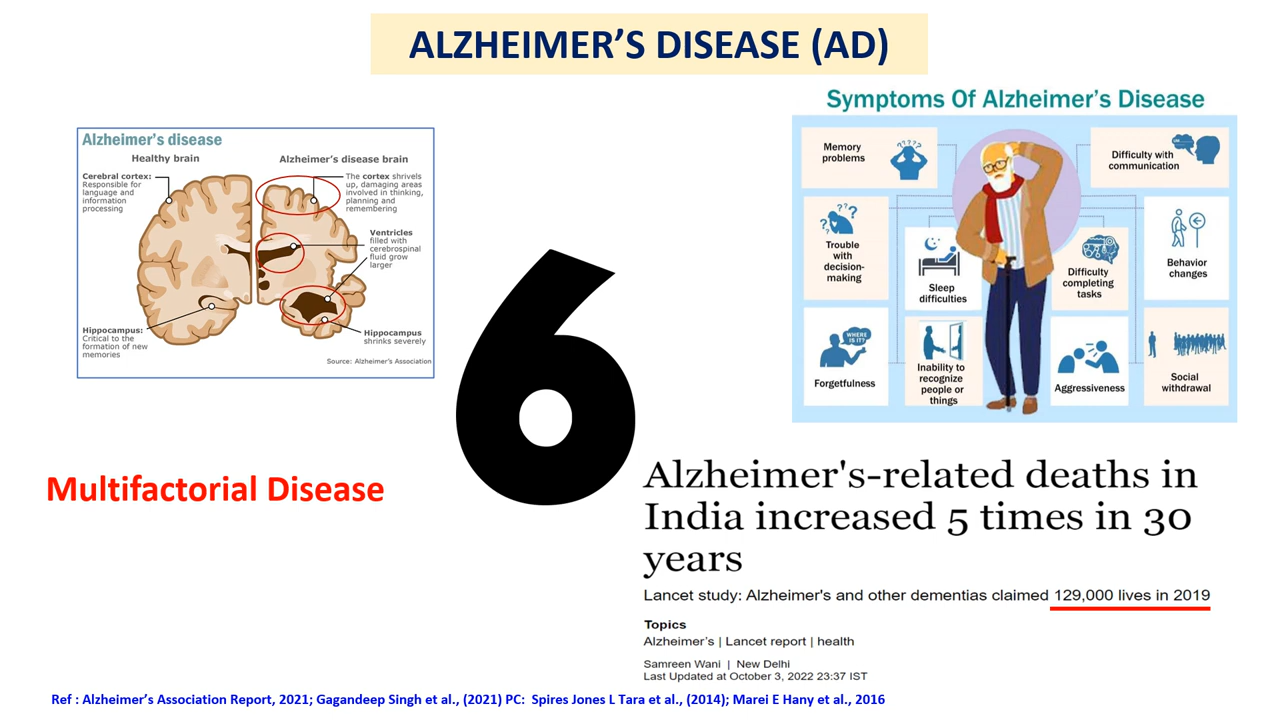 ALZHEIMER’S DISEASE (AD)
Alzheimer's disease
Healthy brain
Alzheimer's disease brain
Cerebral cortex:
Responsible for
language and
information
processing
The cortex shrivels
up, damaging areas
involved in thinking,
planning and
remembering
Ventricles
filled with
cerebrospinal
fluid grow
larger
Hippocampus:
Critical to the
formation of new
memories
Hippocampus
shrinks severely
Source: Alzheimer's Association
Symptoms Of Alzheimer's Disease
Memory
problems
????
Difficulty with
communication
???
Trouble
with
decision-
making
Sleep
difficulties
Difficulty
completing
tasks
Behavior
changes
WHERE
IS IT?
Forgetfulness
Inability to
recognize
people or
things
Aggressiveness
Social
withdrawal
6
Multifactorial Disease
Alzheimer's-related deaths in
India increased 5 times in 30
years
Lancet study: Alzheimer's and other dementias claimed 129,000 lives in 2019
Topics
Alzheimer's | Lancet report | health
Samreen Wani | New Delhi
Last Updated at October 3, 2022 23:37 IST
Ref : Alzheimer’s Association Report, 2021; Gagandeep Singh et al., (2021) PC: Spires Jones L Tara et al., (2014); Marei E Hany et al., 2016